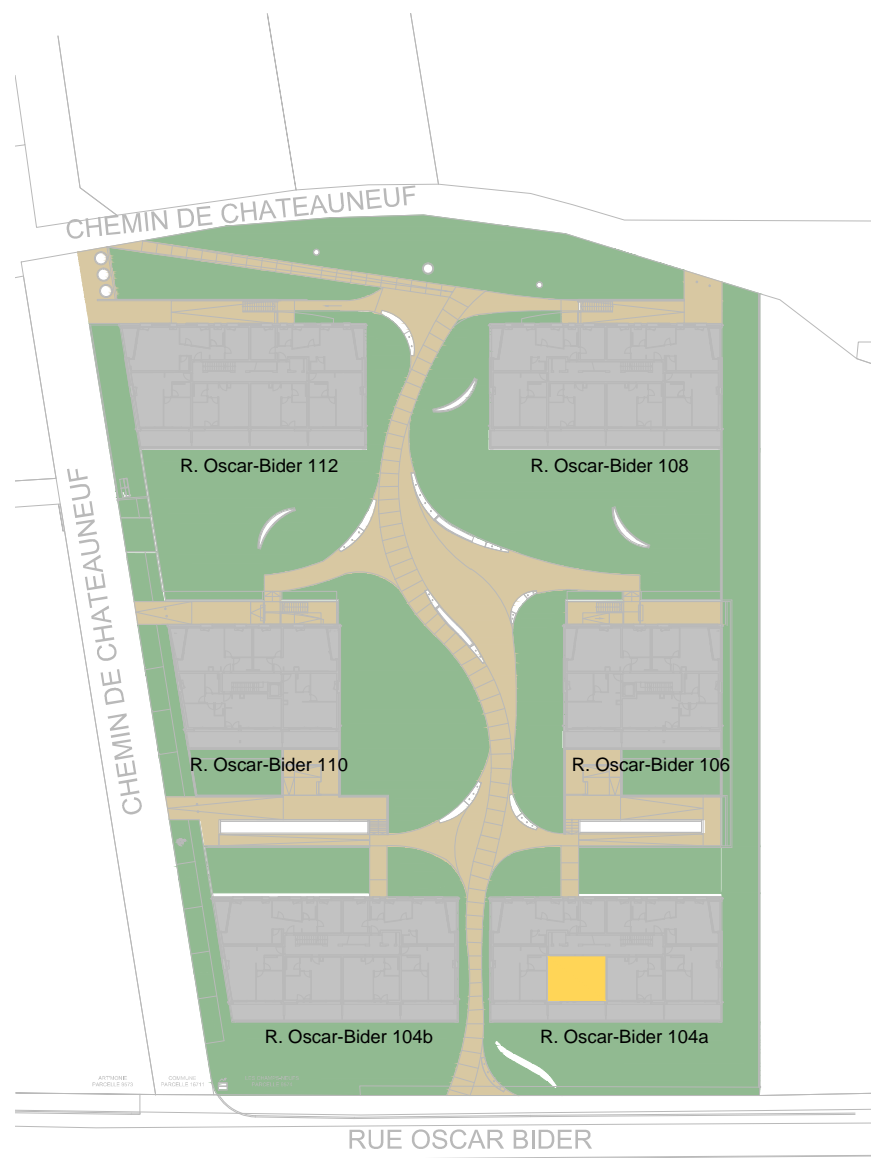 CHEMIN DE CHATEAUNEUF
R. Oscar-Bider 112
R. Oscar-Bider 108
CHEMIN DE CHATEAUNEUF
R. Oscar-Bider 110
R. Oscar-Bider 106
R. Oscar-Bider 104b
R. Oscar-Bider 104a
COMMUNE
RUE OSCAR BIDER